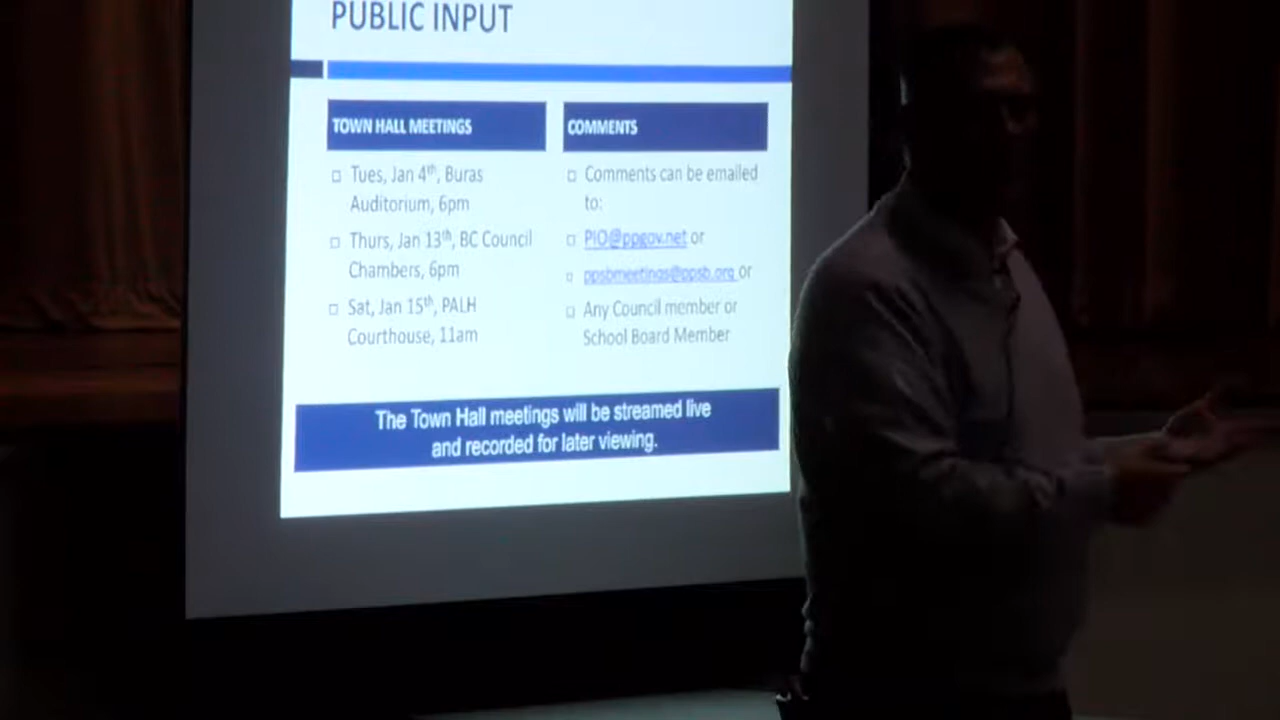 PUBLIC INPUT
TOWN HALL MEETINGS
Tues, Jan 4th, Buras
Auditorium, 6pm
Thurs, Jan 13th, BC Council
Chambers, 6pm
Sat, Jan 15th, PALH
Courthouse, 11am
COMMENTS
Comments can be emailed
to:
PIO@ppgov.net or
ppsbmeetings@ppsb.org or
Any Council member or
School Board Member
The Town Hall meetings will be streamed live
and recorded for later viewing.